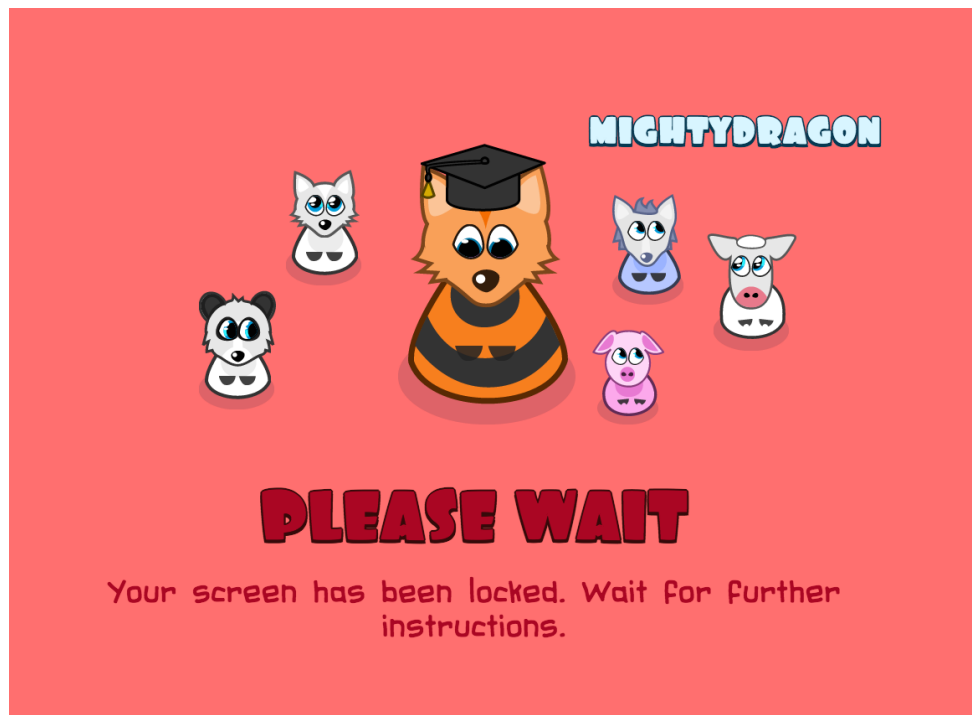 MIGHTYDRAGON
PLEASE WAIT
Your screen has been locked. Wait for further
instructions.